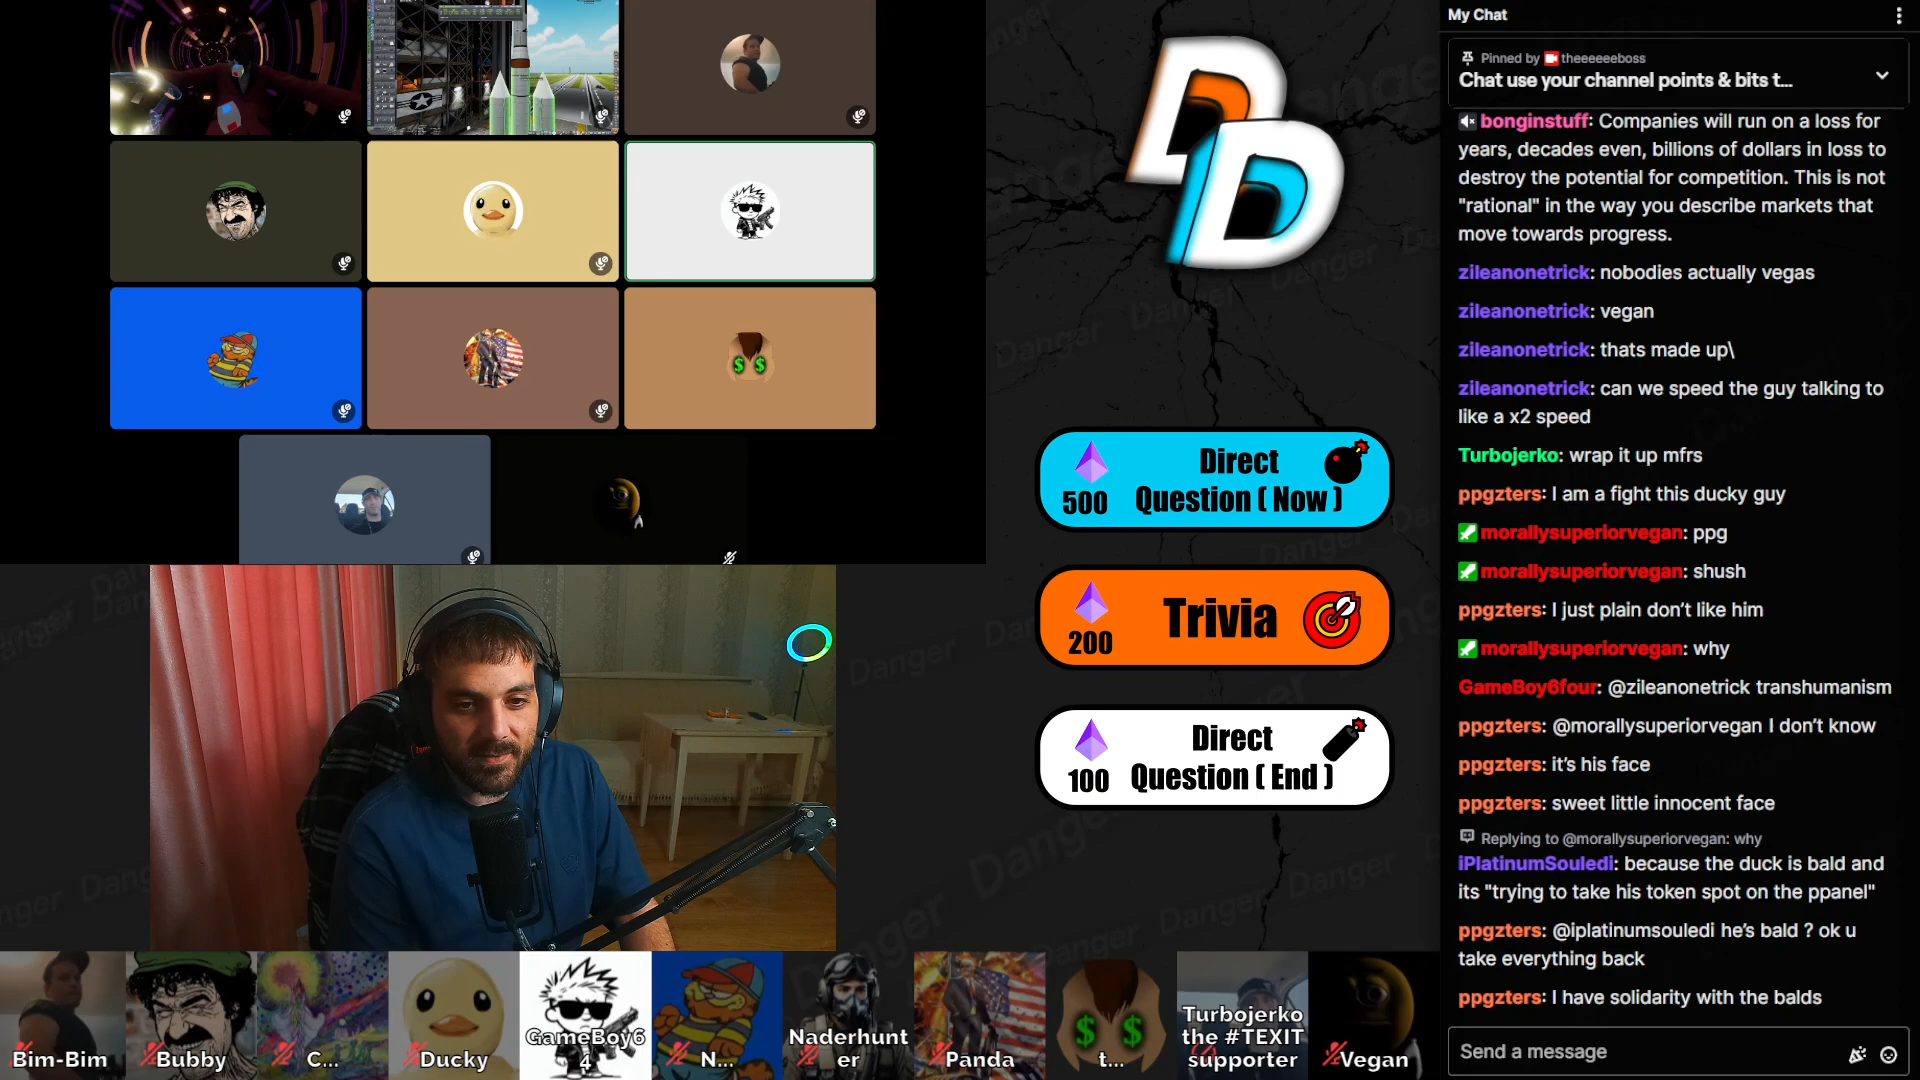 My Chat
Pinned by theeeeeeboss
Chat use your channel points & bits t...
bonginstuff: Companies will run on a loss for
years, decades even, billions of dollars in loss to
destroy the potential for competition. This is not
"rational" in the way you describe markets that
move towards progress.
zileanonetrick: nobodies actually vegas
zileanonetrick: vegan
zileanonetrick: thats made up\
zileanonetrick: can we speed the guy talking to
like a x2 speed
Turbojerko: wrap it up mfrs
ppgzters: I am a fight this ducky guy
morallysuperiorvegan: ppg
morallysuperiorvegan: shush
ppgzters: I just plain don't like him
morallysuperiorvegan: why
GameBoy6four: @zileanonetrick transhumanism
ppgzters: @morallysuperiorvegan I don't know
ppgzters: it's his face
ppgzters: sweet little innocent face
Replying to @morallysuperiorvegan: why
iPlatinumSouledi: because the duck is bald and
its "trying to take his token spot on the ppanel"
ppgzters: @iplatinumsouledi he's bald ? ok u
take everything back
ppgzters: I have solidarity with the balds
Send a message
DD
500
Direct
Question ( Now )
200
Trivia
100
Direct
Question ( End )
Danger
Bim-Bim
Bubby
C...
Ducky
GameBoy6
4
N...
Naderhunt
er
Panda
t...
Turbojerko
the #TEXIT
supporter
Vegan